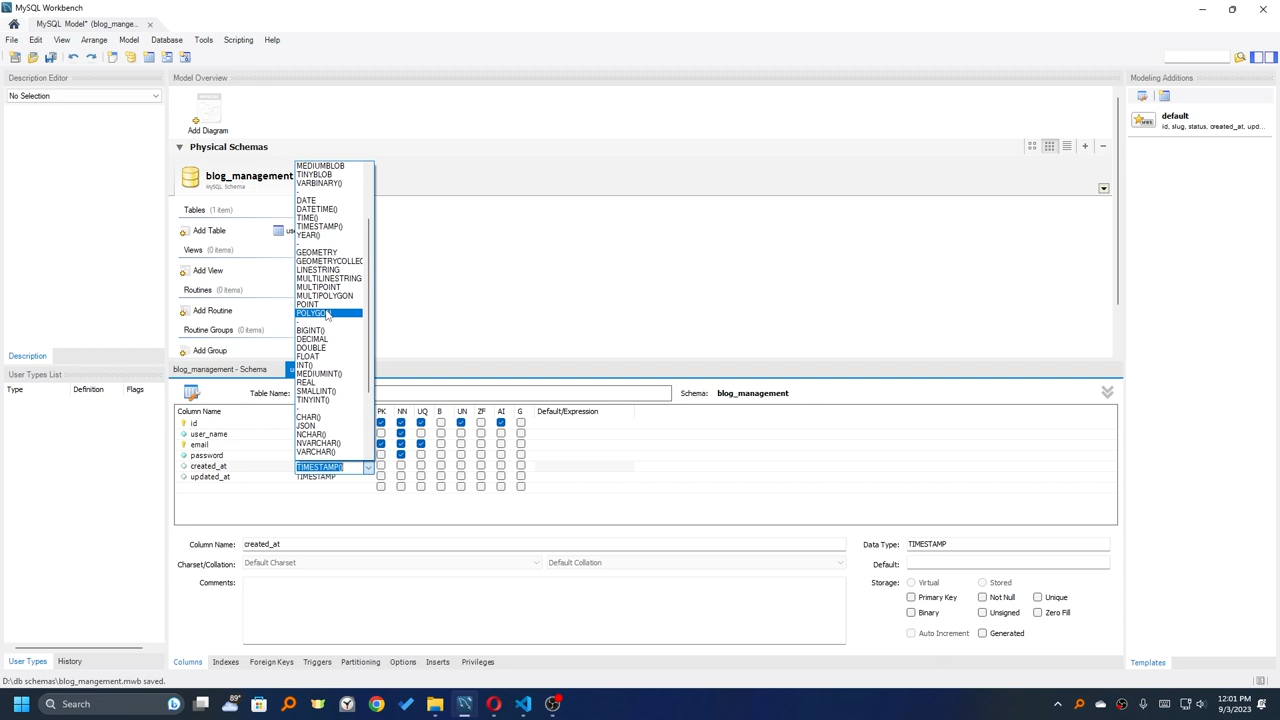 MySQL Workbench
MySQL Model* (blog_mange...
File Edit View Arrange Model Database Tools Scripting Help
Description Editor
No Selection
Model Overview
Add Diagram
Physical Schemas
blog_management
MySQL Schema
Tables (1 item)
Add Table
Views (0 items)
Add View
Routines (0 items)
Add Routine
Routine Groups (0 items)
Add Group
MEDIUMBLOB
TINYBLOB
VARBINARY()
-
DATE
DATETIME()
TIME()
TIMESTAMP()
YEAR()
-
GEOMETRY
GEOMETRYCOLLEC
LINESTRING
MULTILINESTRING
MULTIPOINT
MULTIPOLYGON
POINT
POLYGON
-
BIGINT()
DECIMAL
DOUBLE
FLOAT
INT()
MEDIUMINT()
REAL
SMALLINT()
TINYINT()
-
CHAR()
JSON
NCHAR()
NVARCHAR()
VARCHAR()
Modeling Additions
default
id, slug, status, created_at, upd...
Description
User Types List
Type Definition Flags
blog_management - Schema
Table Name:
Schema: blog_management
Column Name PK NN UQ B UN ZF AI G Default/Expression
id
user_name
email
password
created_at TIMESTAMP()
updated_at TIMESTAMP
Column Name: created_at Data Type: TIMESTAMP
Charset/Collation: Default Charset Default Collation Default:
Comments: Storage: Virtual Stored
Primary Key Not Null Unique
Binary Unsigned Zero Fill
Auto Increment Generated
User Types History
Columns Indexes Foreign Keys Triggers Partitioning Options Inserts Privileges
Templates
D:\db schemas\blog_mangement.mwb saved.
Search
89°
12:01 PM
9/3/2023